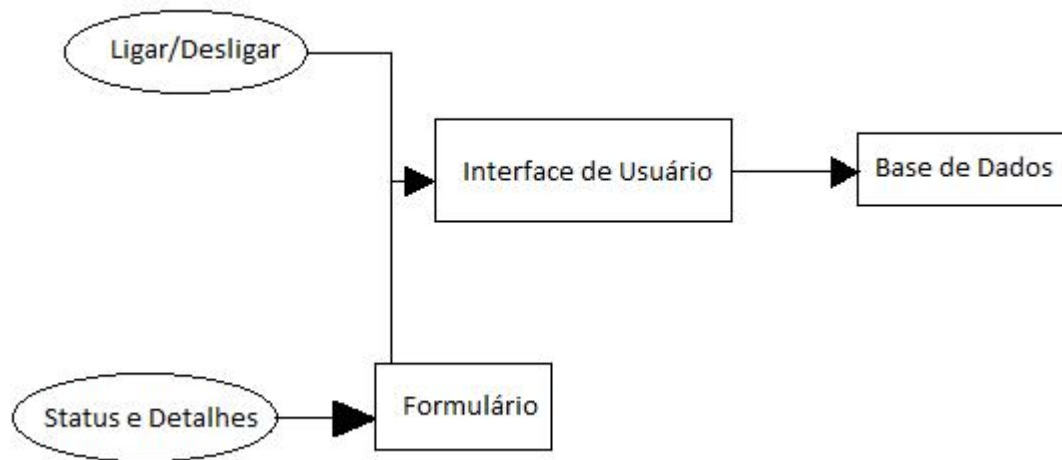 Ligar/Desligar
Interface de Usuário
Base de Dados
Status e Detalhes
Formulário